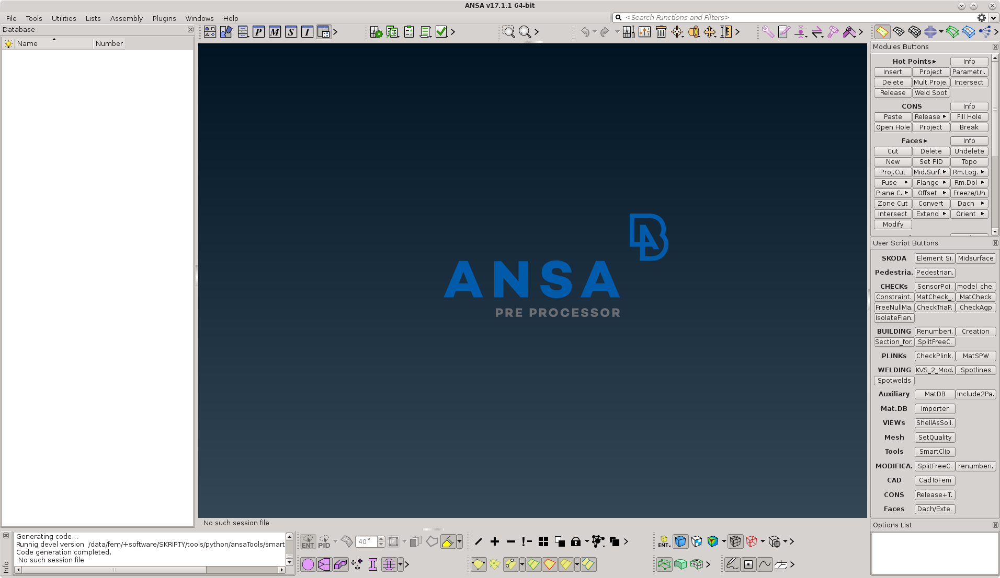 ANSA v17.1.1 64-bit
File Tools Utilities Lists Assembly Plugins Windows Help
<Search Functions and Filters>
Database
Name Number
P M S I
Modules Buttons
Hot Points Info
Insert Project Parametri.
Delete Mult.Proje. Intersect
Release Weld Spot
CONS Info
Paste Release Fill Hole
Open Hole Project Break
Faces Info
Cut Delete Undelete
New Set PID Topo
Proj.Cut Mid.Surf. Rm.Log.
Fuse Flange Rm.Dbl
Plane C. Offset Freeze/Un
Zone Cut Convert Dach
Intersect Extend Orient
Modify
ANSA
PRE PROCESSOR
User Script Buttons
SKODA Element Si. Midsurface
Pedestria. Pedestrian.
CHECKs SensorPoi. model_che.
Constraint. MatCheck_. MatCheck
FreeNullMa. CheckTriaP. CheckAgp
IsolateFlan.
BUILDING Renumberi. Creation
Section_for. SplitFreeC.
PLINKs CheckPlink. MatSPW
WELDING KVS_2_Mod. Spotlines
Spotwelds
Auxiliary MatDB Include2Pa.
Mat.DB Importer
VIEWs ShellAsSoli.
Mesh SetQuality
Tools SmartClip
MODIFICA. SplitFreeC. renumberi.
CAD CadToFem
CONS Release+T.
Faces Dach/Exte.
Options List
No such session file
Info
Generating code...
Runnig devel version /data/fem/+software/SKRIPTY/tools/python/ansaTools/smart
Code generation completed.
No such session file
ENT PID 40°
ENT